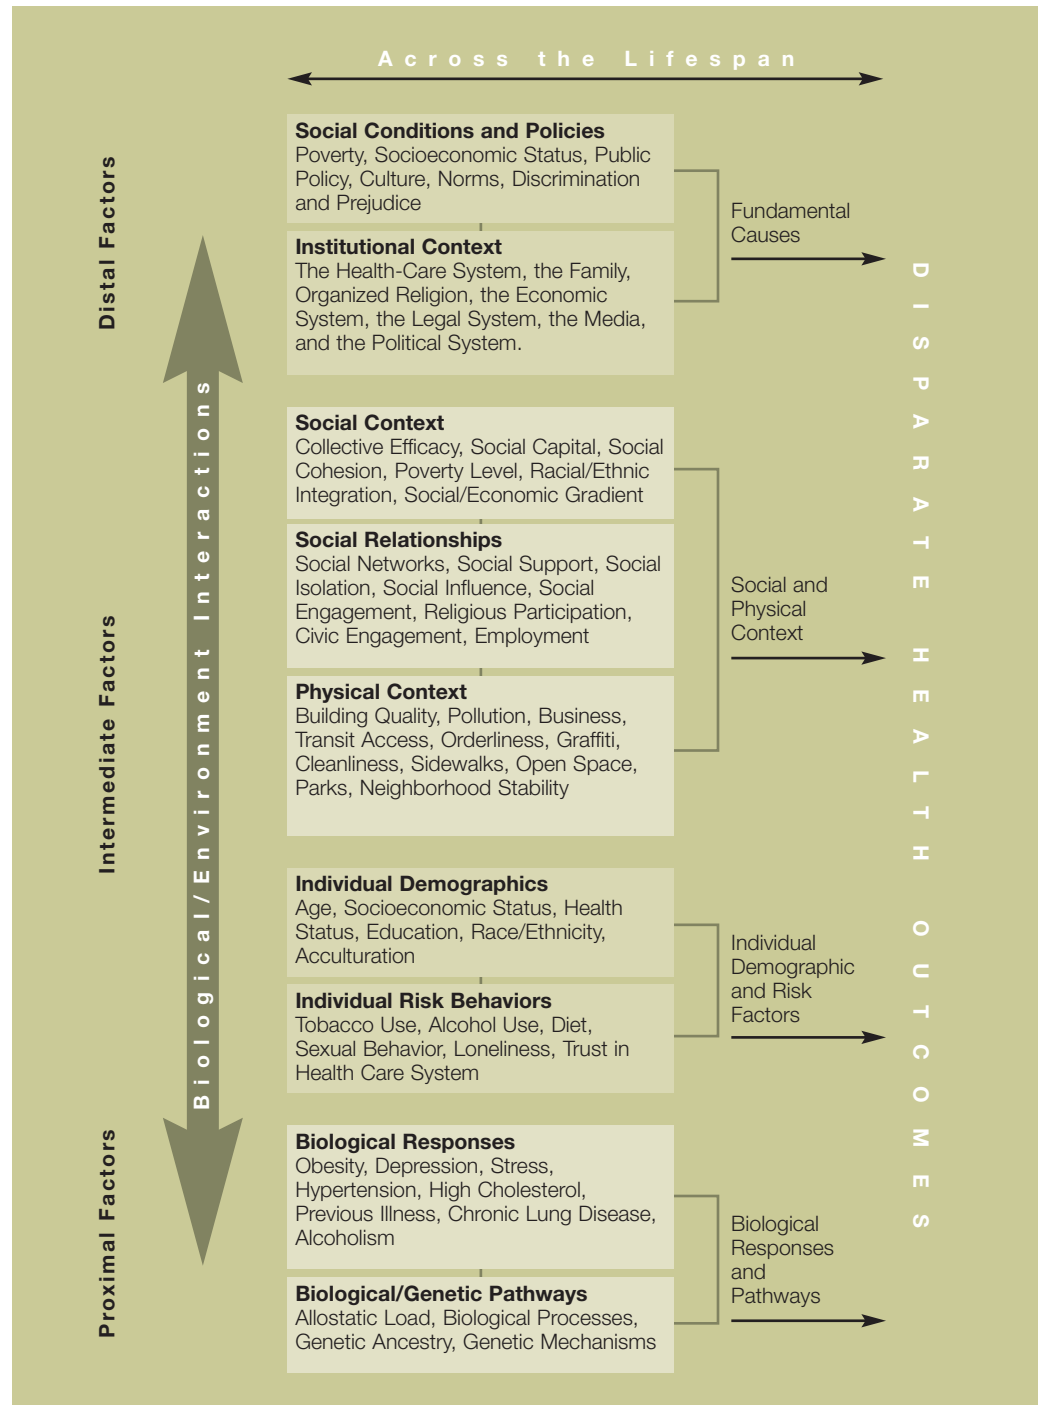 Across the Lifespan
Distal Factors
Intermediate Factors
Proximal Factors
Biological/Environment Interactions
Social Conditions and Policies
Poverty, Socioeconomic Status, Public
Policy, Culture, Norms, Discrimination
and Prejudice
Institutional Context
The Health-Care System, the Family,
Organized Religion, the Economic
System, the Legal System, the Media,
and the Political System.
Fundamental
Causes
Social Context
Collective Efficacy, Social Capital, Social
Cohesion, Poverty Level, Racial/Ethnic
Integration, Social/Economic Gradient
Social Relationships
Social Networks, Social Support, Social
Isolation, Social Influence, Social
Engagement, Religious Participation,
Civic Engagement, Employment
Physical Context
Building Quality, Pollution, Business,
Transit Access, Orderliness, Graffiti,
Cleanliness, Sidewalks, Open Space,
Parks, Neighborhood Stability
Social and
Physical
Context
Individual Demographics
Age, Socioeconomic Status, Health
Status, Education, Race/Ethnicity,
Acculturation
Individual Risk Behaviors
Tobacco Use, Alcohol Use, Diet,
Sexual Behavior, Loneliness, Trust in
Health Care System
Individual
Demographic
and Risk
Factors
Biological Responses
Obesity, Depression, Stress,
Hypertension, High Cholesterol,
Previous Illness, Chronic Lung Disease,
Alcoholism
Biological/Genetic Pathways
Allostatic Load, Biological Processes,
Genetic Ancestry, Genetic Mechanisms
Biological
Responses
and
Pathways
DISPARATE HEALTH OUTCOMES